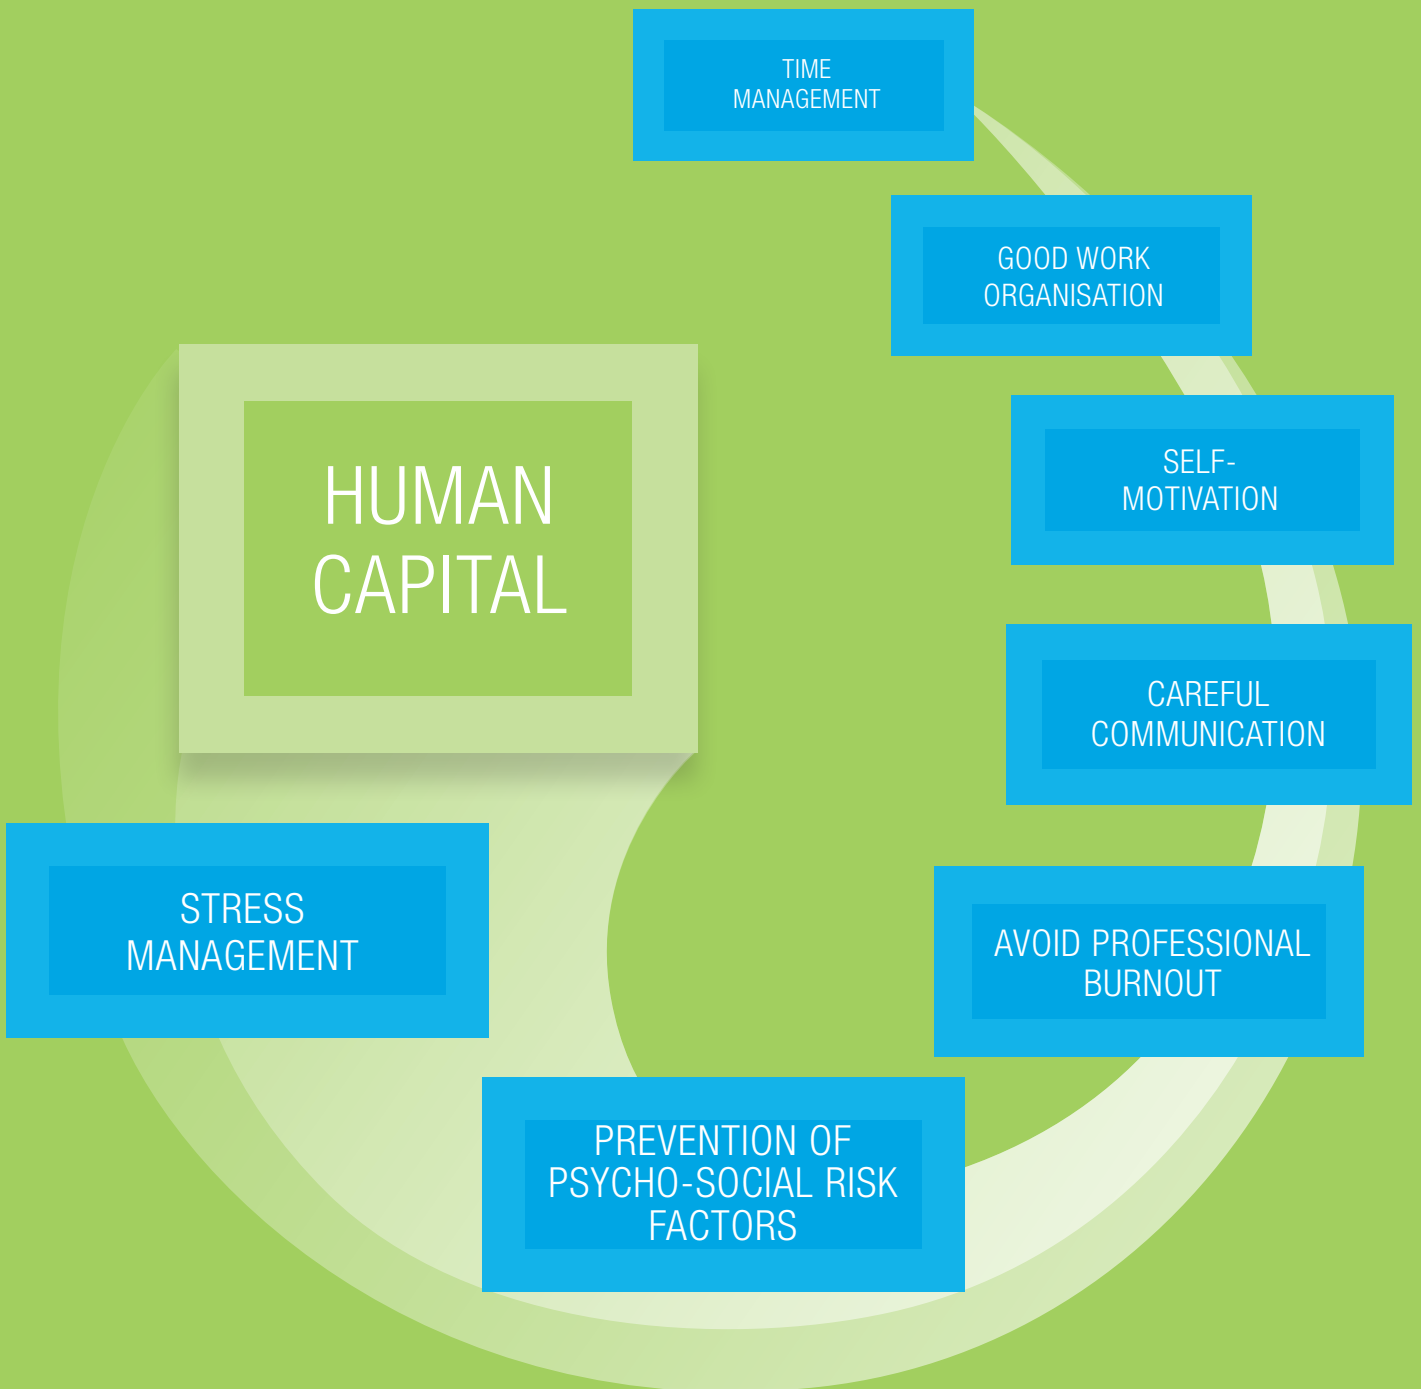 TIME
MANAGEMENT
GOOD WORK
ORGANISATION
SELF-
MOTIVATION
HUMAN
CAPITAL
CAREFUL
COMMUNICATION
STRESS
MANAGEMENT
AVOID PROFESSIONAL
BURNOUT
PREVENTION OF
PSYCHO-SOCIAL RISK
FACTORS